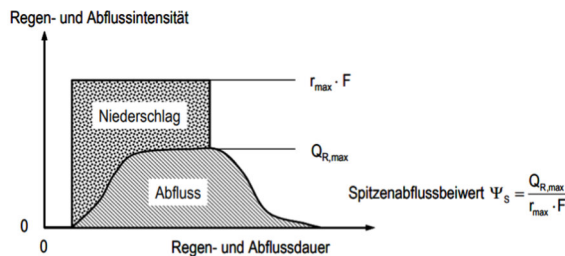 Regen- und Abflussintensität
r_max · F
Niederschlag
Q_R,max
Abfluss
Spitzenabflussbeiwert Ψ_S = Q_R,max / r_max · F
0
0
Regen- und Abflussdauer